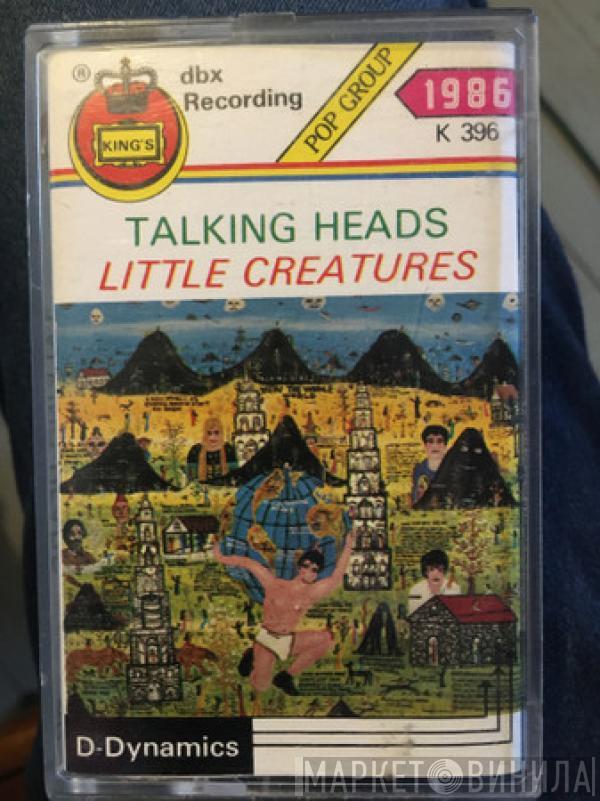 ®
dbx
Recording
POP GROUP
1986
K 396
KING'S
TALKING HEADS
LITTLE CREATURES
D-Dynamics
МАРКЕТ ВИНИЛА